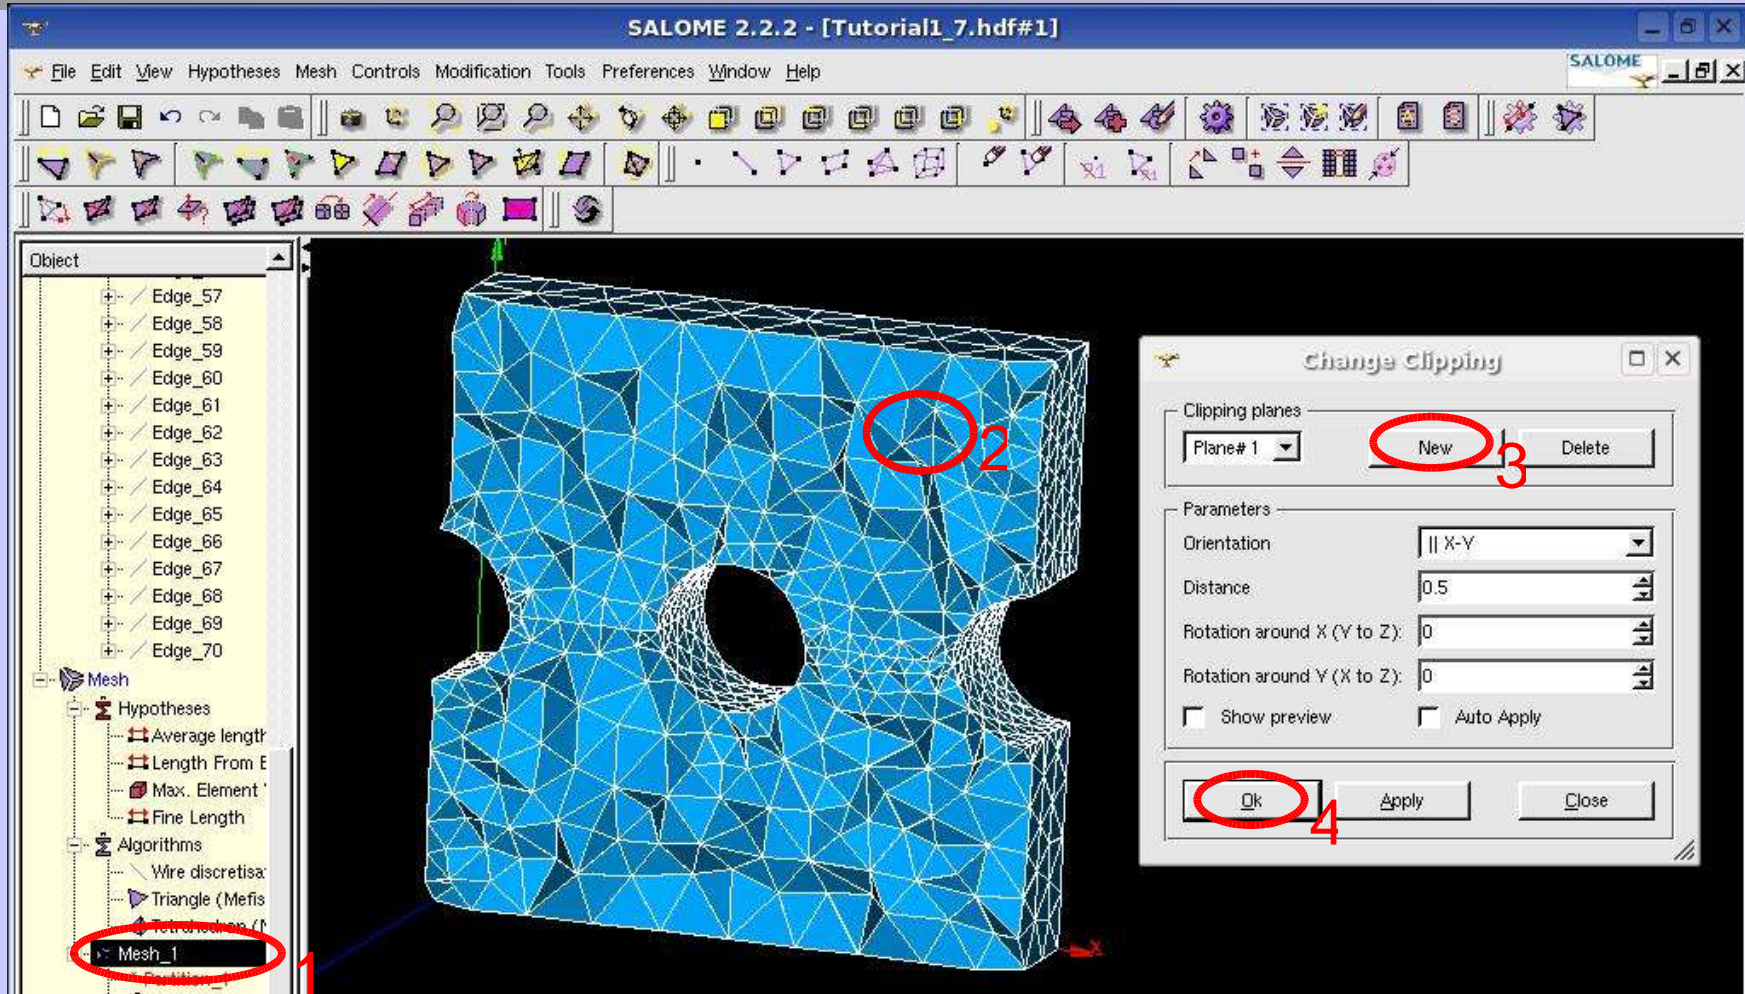 SALOME 2.2.2 - [Tutorial1_7.hdf#1]
File Edit View Hypotheses Mesh Controls Modification Tools Preferences Window Help
SALOME
Object
Edge_57
Edge_58
Edge_59
Edge_60
Edge_61
Edge_62
Edge_63
Edge_64
Edge_65
Edge_66
Edge_67
Edge_68
Edge_69
Edge_70
Mesh
Hypotheses
Average length
Length From E
Max. Element
Fine Length
Algorithms
Wire discretisa
Triangle (Mefis
Tetrahedron (
Mesh_1
1
Partition_1
2
X
Change Clipping
Clipping planes
Plane# 1
New
3
Delete
Parameters
Orientation
|| X-Y
Distance
0.5
Rotation around X (Y to Z):
0
Rotation around Y (X to Z):
0
Show preview
Auto Apply
Ok
4
Apply
Close